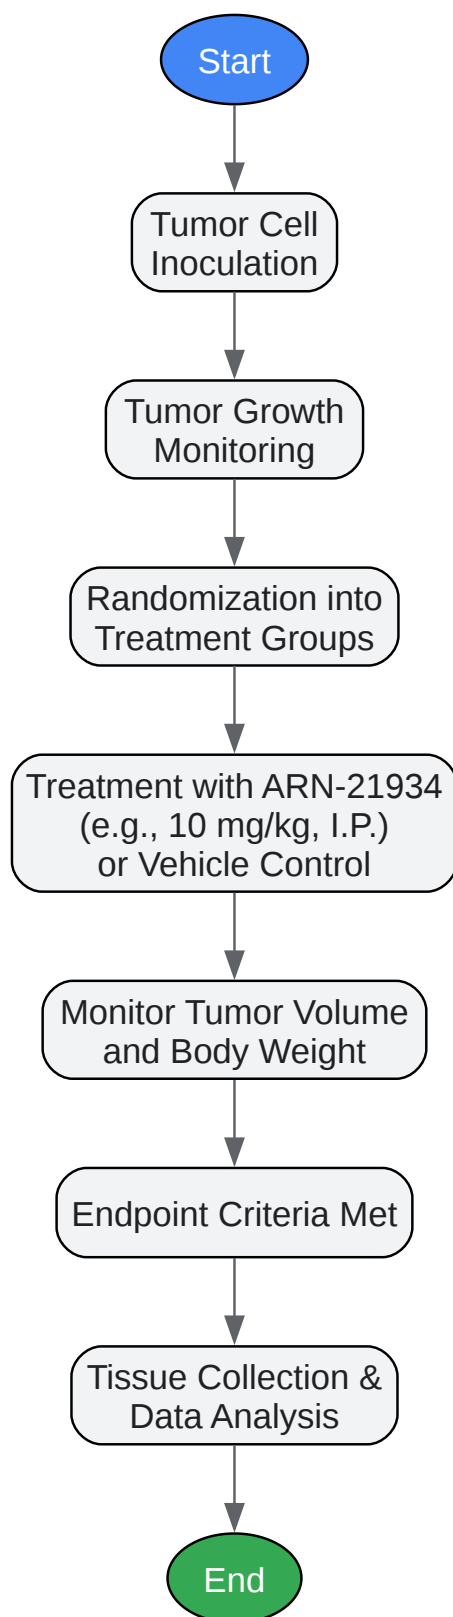 Start
Tumor Cell
Inoculation
Tumor Growth
Monitoring
Randomization into
Treatment Groups
Treatment with ARN-21934
(e.g., 10 mg/kg, I.P.)
or Vehicle Control
Monitor Tumor Volume
and Body Weight
Endpoint Criteria Met
Tissue Collection &
Data Analysis
End